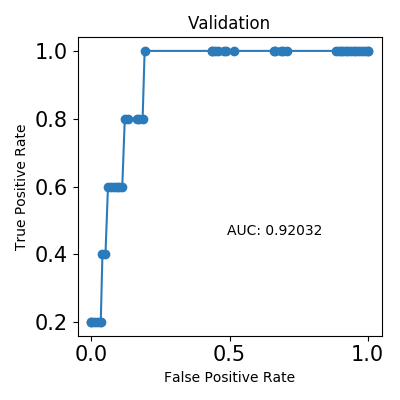 Validation
1.0
0.8
0.6
0.4
0.2
True Positive Rate
AUC: 0.92032
0.0 0.5 1.0
False Positive Rate